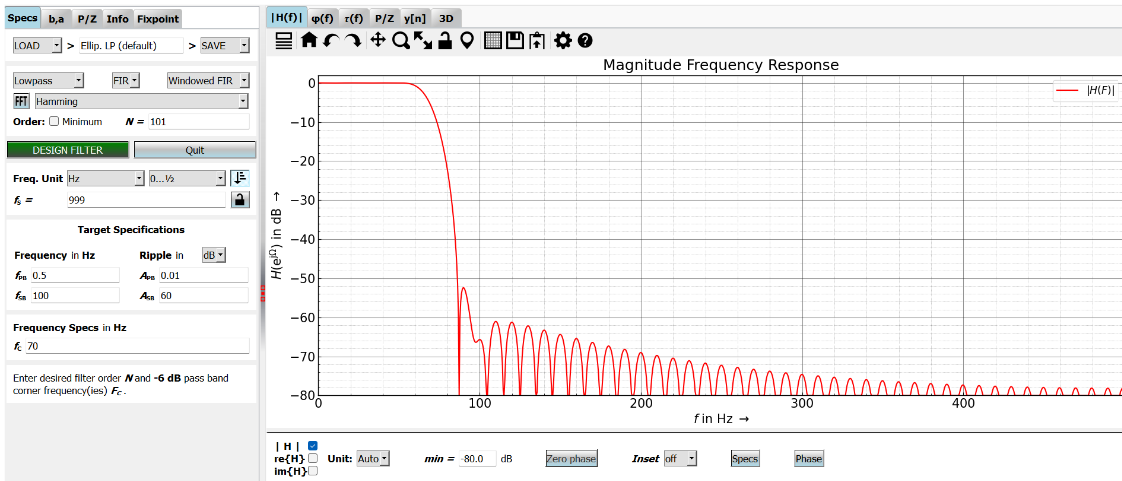 Specs b,a P/Z Info Fixpoint
LOAD > Ellip. LP (default) > SAVE
Lowpass FIR Windowed FIR
FFT Hamming
Order: Minimum N = 101
DESIGN FILTER Quit
Freq. Unit Hz 0...½
fS = 999
Target Specifications
Frequency in Hz Ripple in dB
fPB 0.5 APB 0.01
fSB 100 ASB 60
Frequency Specs in Hz
fC 70
Enter desired filter order N and -6 dB pass band
corner frequency(ies) FC .
|H(f)| φ(f) τ(f) P/Z y[n] 3D
Magnitude Frequency Response
|H(F)|
H(e^jΩ) in dB →
0
−10
−20
−30
−40
−50
−60
−70
−80
0 100 200 300 400
f in Hz →
| H |
re{H} Unit: Auto min = -80.0 dB Zero phase Inset off Specs Phase
im{H}